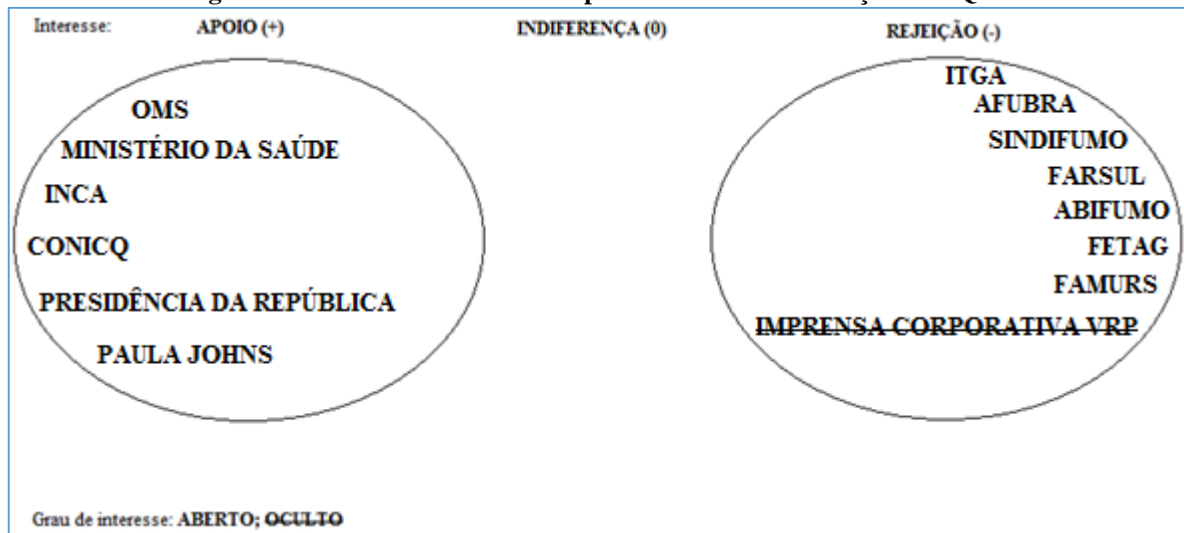 Interesse: APOIO (+) INDIFERENÇA (0) REJEIÇÃO (-)
OMS
MINISTÉRIO DA SAÚDE
INCA
CONICQ
PRESIDÊNCIA DA REPÚBLICA
PAULA JOHNS
ITGA
AFUBRA
SINDIFUMO
FARSUL
ABIFUMO
FETAG
FAMURS
IMPRENSA CORPORATIVA VRP
Grau de interesse: ABERTO; OCULTO